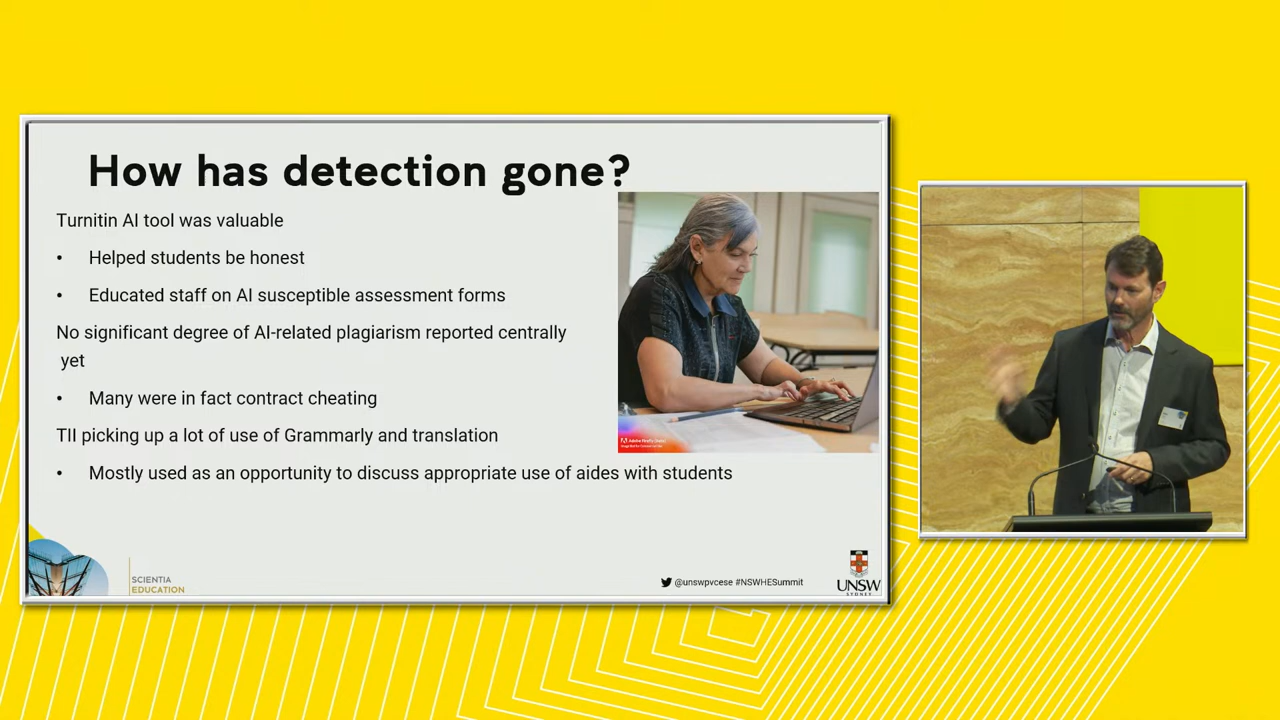 How has detection gone?
Turnitin AI tool was valuable
• Helped students be honest
• Educated staff on AI susceptible assessment forms
No significant degree of AI-related plagiarism reported centrally
yet
• Many were in fact contract cheating
TII picking up a lot of use of Grammarly and translation
• Mostly used as an opportunity to discuss appropriate use of aides with students
SCIENTIA
EDUCATION
@unswpvcese #NSWHESummit
UNSW
SYDNEY